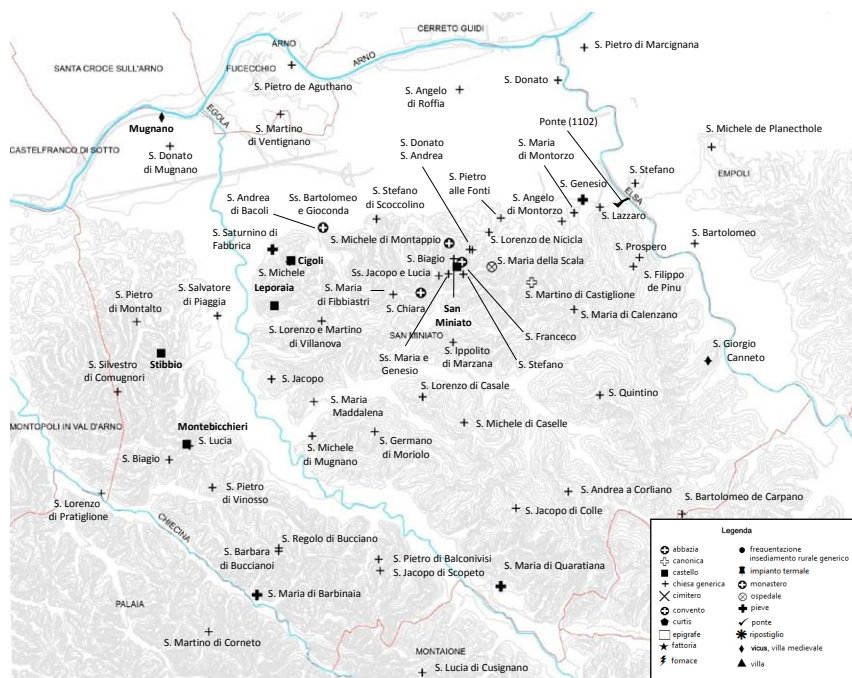 CERRETO GUIDI
ARNO
ARNO
FUCECCHIO
SANTA CROCE SULL'ARNO
S. Pietro di Marcignana
S. Pietro de Aguthano
S. Donato
S. Angelo
di Roffia
EGOLA
Mugnano
S. Martino
di Ventignano
Ponte (1102)
S. Michele de Planecthole
CASTELFRANCO DI SOTTO
S. Donato
di Mugnano
S. Donato
S. Andrea
S. Maria
di Montorzo
EMPOLI
S. Pietro
alle Fonti
S. Genesio
S. Stefano
ELSA
S. Andrea
di Bacoli
Ss. Bartolomeo
e Gioconda
S. Stefano
di Scoccolino
S. Angelo
di Montorzo
S. Lazzaro
S. Saturnino di
Fabbrica
S. Michele di Montappio
S. Lorenzo de Nicicla
S. Bartolomeo
Cigoli
S. Michele
S. Biagio
S. Maria della Scala
S. Prospero
Ss. Jacopo e Lucia
S. Filippo
de Pinu
Leporaia
S. Maria
di Fibbiastri
S. Chiara
S. Martino di Castiglione
S. Salvatore
di Piaggia
S. Pietro
di Montalto
San
Miniato
S. Maria di Calenzano
S. Lorenzo e Martino
di Villanova
SAN MINIATO
S. Franceco
Stibbio
Ss. Maria e
Genesio
S. Ippolito
di Marzana
S. Stefano
S. Giorgio
Canneto
S. Silvestro
di Comugnori
S. Jacopo
S. Maria
Maddalena
S. Lorenzo di Casale
S. Quintino
MONTOPOLI IN VAL D'ARNO
Montebicchieri
S. Lucia
S. Michele di Caselle
S. Biagio
S. Michele
di Mugnano
S. Germano
di Moriolo
S. Pietro
di Vinosso
S. Andrea a Corliano
S. Lorenzo
di Pratiglione
S. Bartolomeo de Carpano
S. Jacopo di Colle
CHIECINA
S. Regolo di Bucciano
S. Barbara
di Buccianoi
S. Pietro di Balconivisi
S. Jacopo di Scopeto
S. Maria di Quaratiana
S. Maria di Barbinaia
PALAIA
S. Martino di Corneto
MONTAIONE
S. Lucia di Cusignano
Legenda
abbazia
canonica
castello
chiesa generica
cimitero
convento
curtis
epigrafe
fattoria
fornace
frequentazione
insediamento rurale generico
impianto termale
monastero
ospedale
pieve
ponte
ripostiglio
vicus, villa medievale
villa